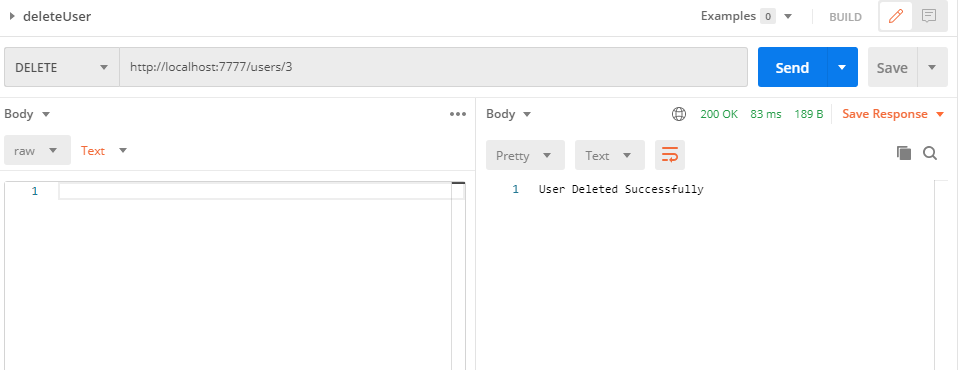 deleteUser
Examples 0 BUILD
DELETE http://localhost:7777/users/3 Send Save
Body
raw Text
1
Body 200 OK 83 ms 189 B Save Response
Pretty Text
1 User Deleted Successfully